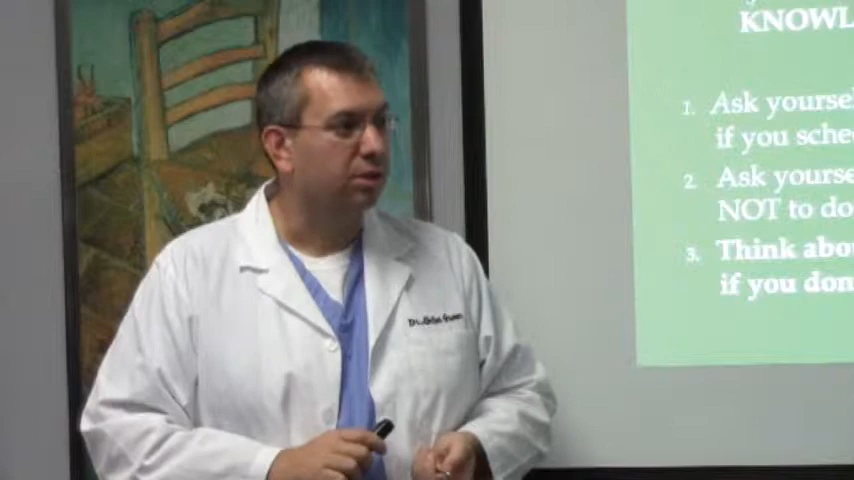 KNOWL
1. Ask yoursel
if you sche
2. Ask yourse
NOT to do
3. Think abou
if you don
Dr.